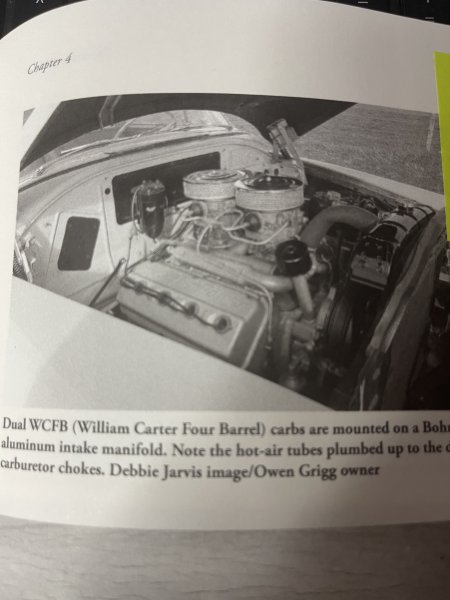 Chapter 4
Dual WCFB (William Carter Four Barrel) carbs are mounted on a
aluminum intake manifold. Note the hot-air tubes plumbed up to the
carburetor chokes. Debbie Jarvis image/Owen Grigg owner